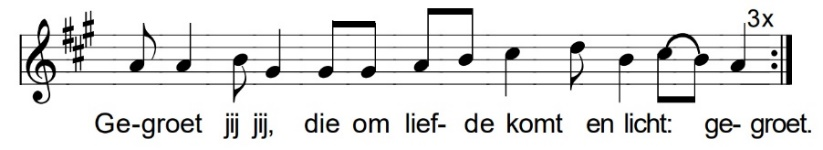 3x
Ge-groet jij jij, die om lief- de komt en licht: ge- groet.